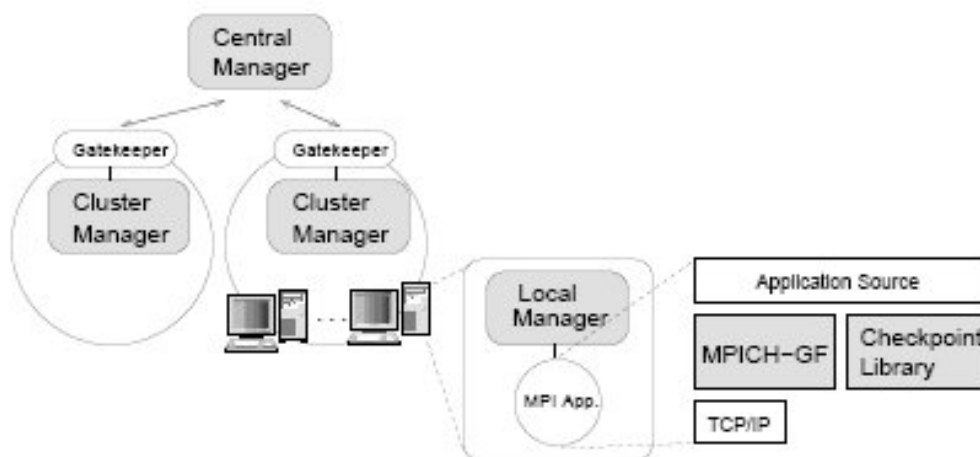 Central
Manager
Gatekeeper
Gatekeeper
Cluster
Manager
Cluster
Manager
Local
Manager
MPI App.
Application Source
MPICH-GF
Checkpoint
Library
TCP/IP